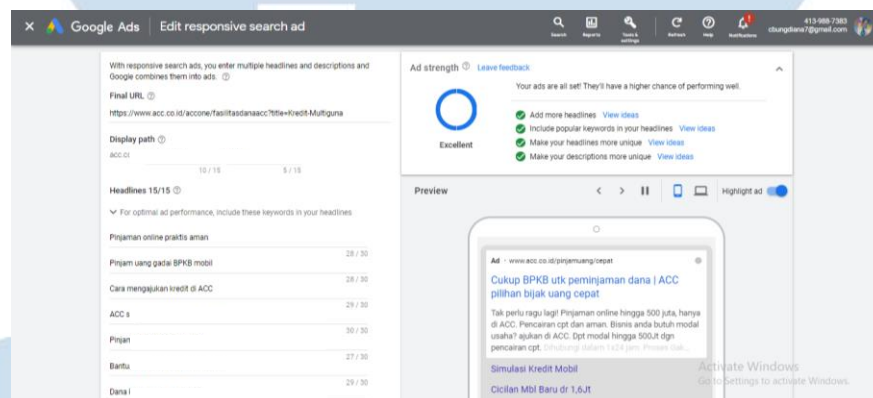 Google Ads
Edit responsive search ad
Search
Reports
Tools & settings
Refresh
Help
Notifications
413-988-7383
cbungdiana7@gmail.com
With responsive search ads, you enter multiple headlines and descriptions and
Google combines them into ads.
Final URL
https://www.acc.co.id/accone/fasilitasdanaacc?title=Kredit-Multiguna
Display path
acc.ci
10 / 15
5 / 15
Headlines 15/15
For optimal ad performance, include these keywords in your headlines
Pinjaman online praktis aman
28 / 30
Pinjam uang gadai BPKB mobil
28 / 30
Cara mengajukan kredit di ACC
29 / 30
ACC s
30 / 30
Pinjan
27 / 30
Bantu
29 / 30
Dana l
Ad strength
Leave feedback
Excellent
Your ads are all set! They'll have a higher chance of performing well.
Add more headlines View ideas
Include popular keywords in your headlines View ideas
Make your headlines more unique View ideas
Make your descriptions more unique View ideas
Preview
Highlight ad
Ad · www.acc.co.id/pinjamuang/cepat
Cukup BPKB utk peminjaman dana | ACC
pilihan bijak uang cepat
Tak perlu ragu lagi! Pinjaman online hingga 500 juta, hanya
di ACC. Pencairan cpt dan aman. Bisnis anda butuh modal
usaha? ajukan di ACC. Dpt modal hingga 500Jt dgn
pencairan cpt. Dihubungi dalam 1x24 jam. Proses
Simulasi Kredit Mobil
Cicilan Mbl Baru dr 1,6Jt
Activate Windows
Go to Settings to activate Windows.